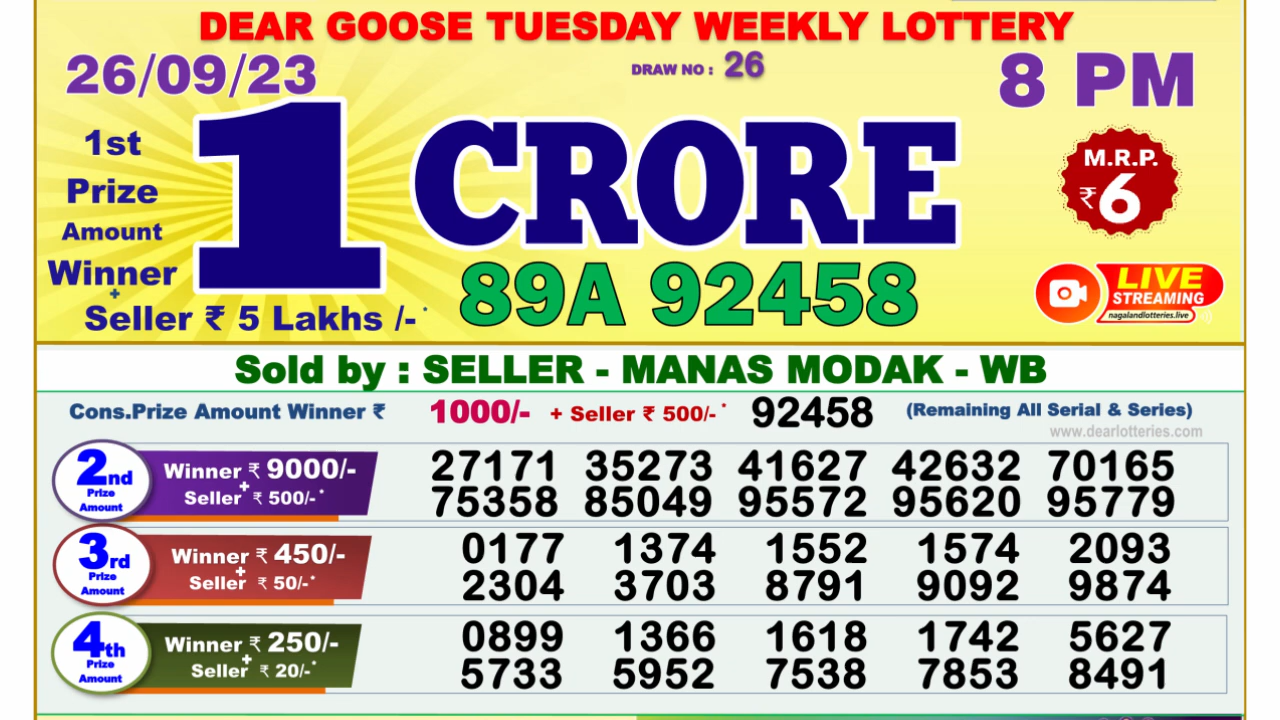 DEAR GOOSE TUESDAY WEEKLY LOTTERY
26/09/23
DRAW NO : 26
8 PM
1st
Prize
Amount
Winner
+
Seller ₹ 5 Lakhs /-*
1 CRORE
89A 92458
M.R.P.
₹6
LIVE
STREAMING
nagalandlotteries.live
Sold by : SELLER - MANAS MODAK - WB
Cons.Prize Amount Winner ₹ 1000/- + Seller ₹ 500/-* 92458 (Remaining All Serial & Series)
www.dearlotteries.com
2nd
Prize
Amount
Winner ₹ 9000/-
+
Seller ₹ 500/-*
27171 35273 41627 42632 70165
75358 85049 95572 95620 95779
3rd
Prize
Amount
Winner ₹ 450/-
+
Seller ₹ 50/-*
0177 1374 1552 1574 2093
2304 3703 8791 9092 9874
4th
Prize
Amount
Winner ₹ 250/-
+
Seller ₹ 20/-*
0899 1366 1618 1742 5627
5733 5952 7538 7853 8491